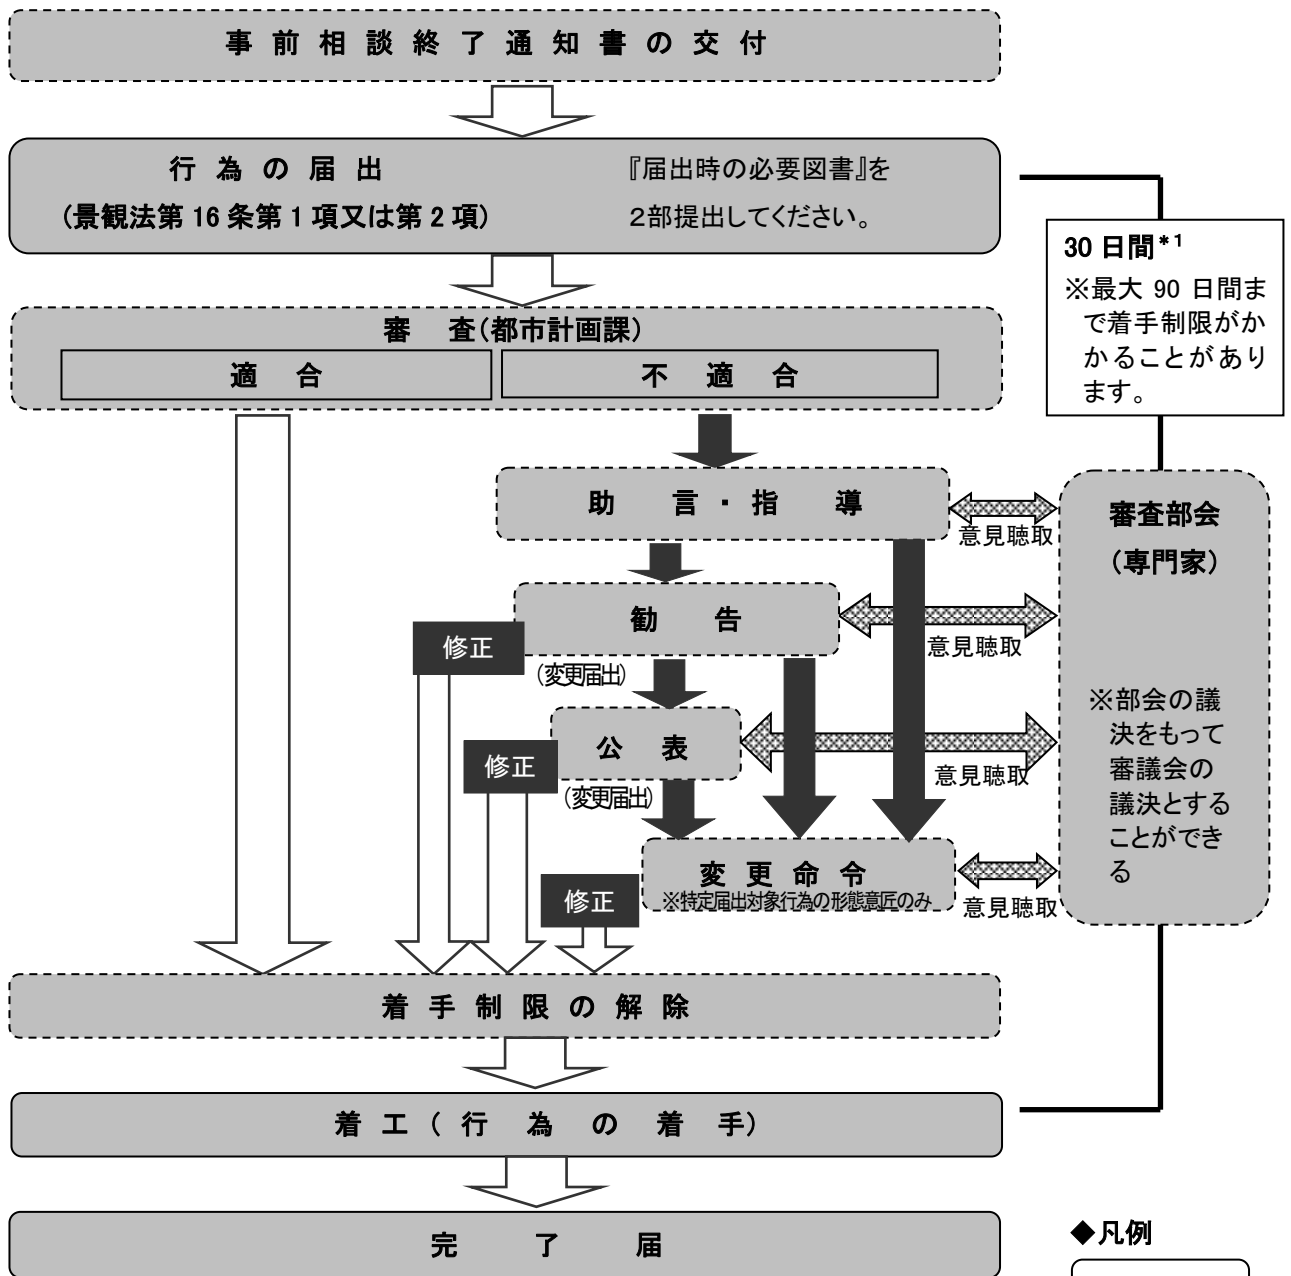 事前相談終了通知書の交付
行為の届出
(景観法第16条第1項又は第2項)
『届出時の必要図書』を
2部提出してください。
30日間*1
※最大 90 日間ま
で着手制限がか
かることがあり
ます。
審 査(都市計画課)
適 合
不 適 合
助 言・指 導
意見聴取
審査部会
(専門家)
※部会の議
決をもって
審議会の
議決とする
ことができ
る
勧 告
意見聴取
修正
(変更届出)
公 表
意見聴取
修正
(変更届出)
変更命令
※特定届出対象行為の形態意匠のみ
意見聴取
修正
着手制限の解除
着工(行 為 の 着 手)
完 了 届
◆凡例